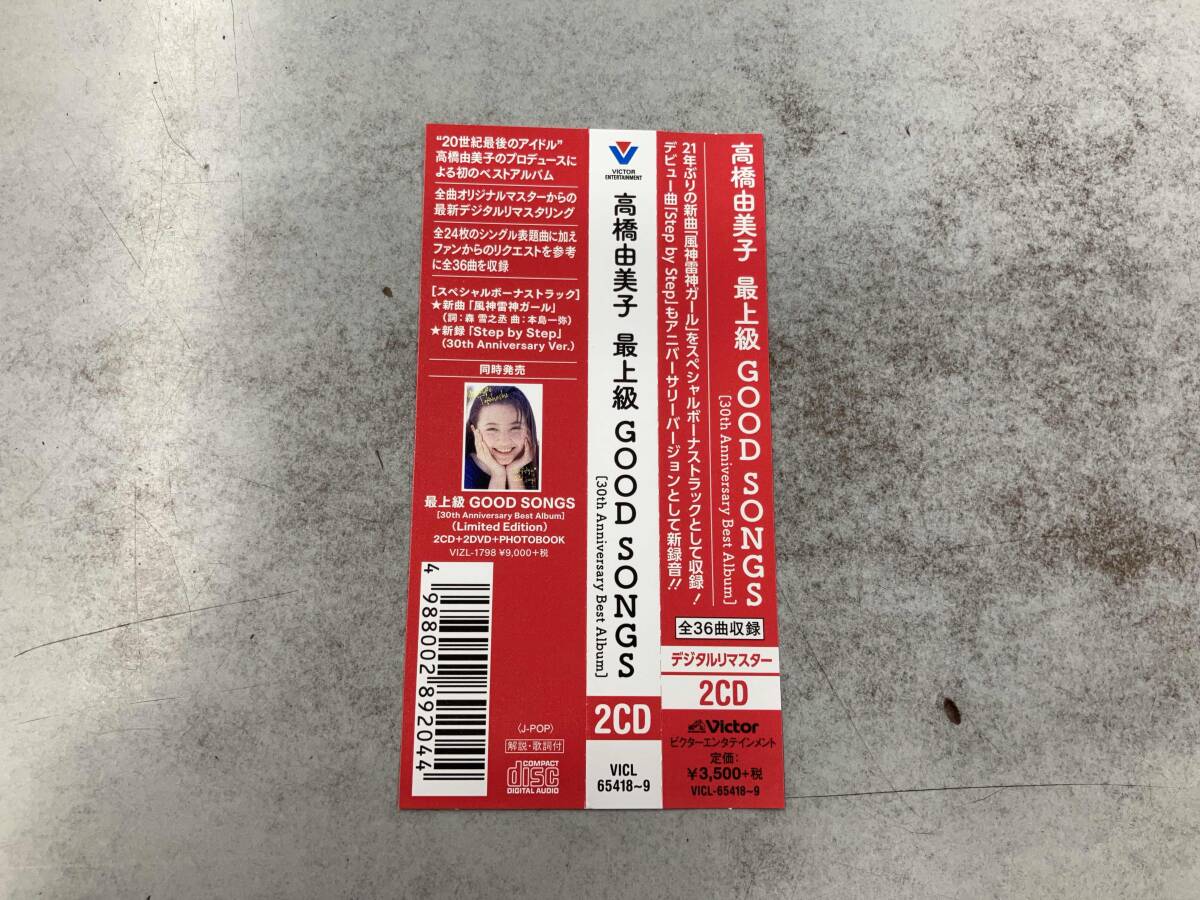 高橋由美子 最上級 GOOD SONGS
[30th Anniversary Best Album]
21年ぶりの新曲「風神雷神ガール」をスペシャルボーナストラックとして収録!
デビュー曲「Step by Step」もアニバーサリーバージョンとして新録音!!
全36曲収録
デジタルリマスター
2CD
Victor
ビクターエンタテインメント
定価:
¥3,500+税
VICL-65418~9
VICTOR
ENTERTAINMENT
高橋由美子 最上級 GOOD SONGS
[30th Anniversary Best Album]
2CD
VICL
65418~9
"20世紀最後のアイドル"
高橋由美子のプロデュースに
よる初のベストアルバム
全曲オリジナルマスターからの
最新デジタルリマスタリング
全24枚のシングル表題曲に加え
ファンからのリクエストを参考
に全36曲を収録
[スペシャルボーナストラック]
★新曲「風神雷神ガール」
(詞:森 雪之丞 曲:本島一弥)
★新録「Step by Step」
(30th Anniversary Ver.)
同時発売
最上級 GOOD SONGS
[30th Anniversary Best Album]
(Limited Edition)
2CD+2DVD+PHOTOBOOK
VIZL-1798 ¥9,000+税
4 988002 892044
〈J-POP〉
解説・歌詞付
COMPACT
disc
DIGITAL AUDIO